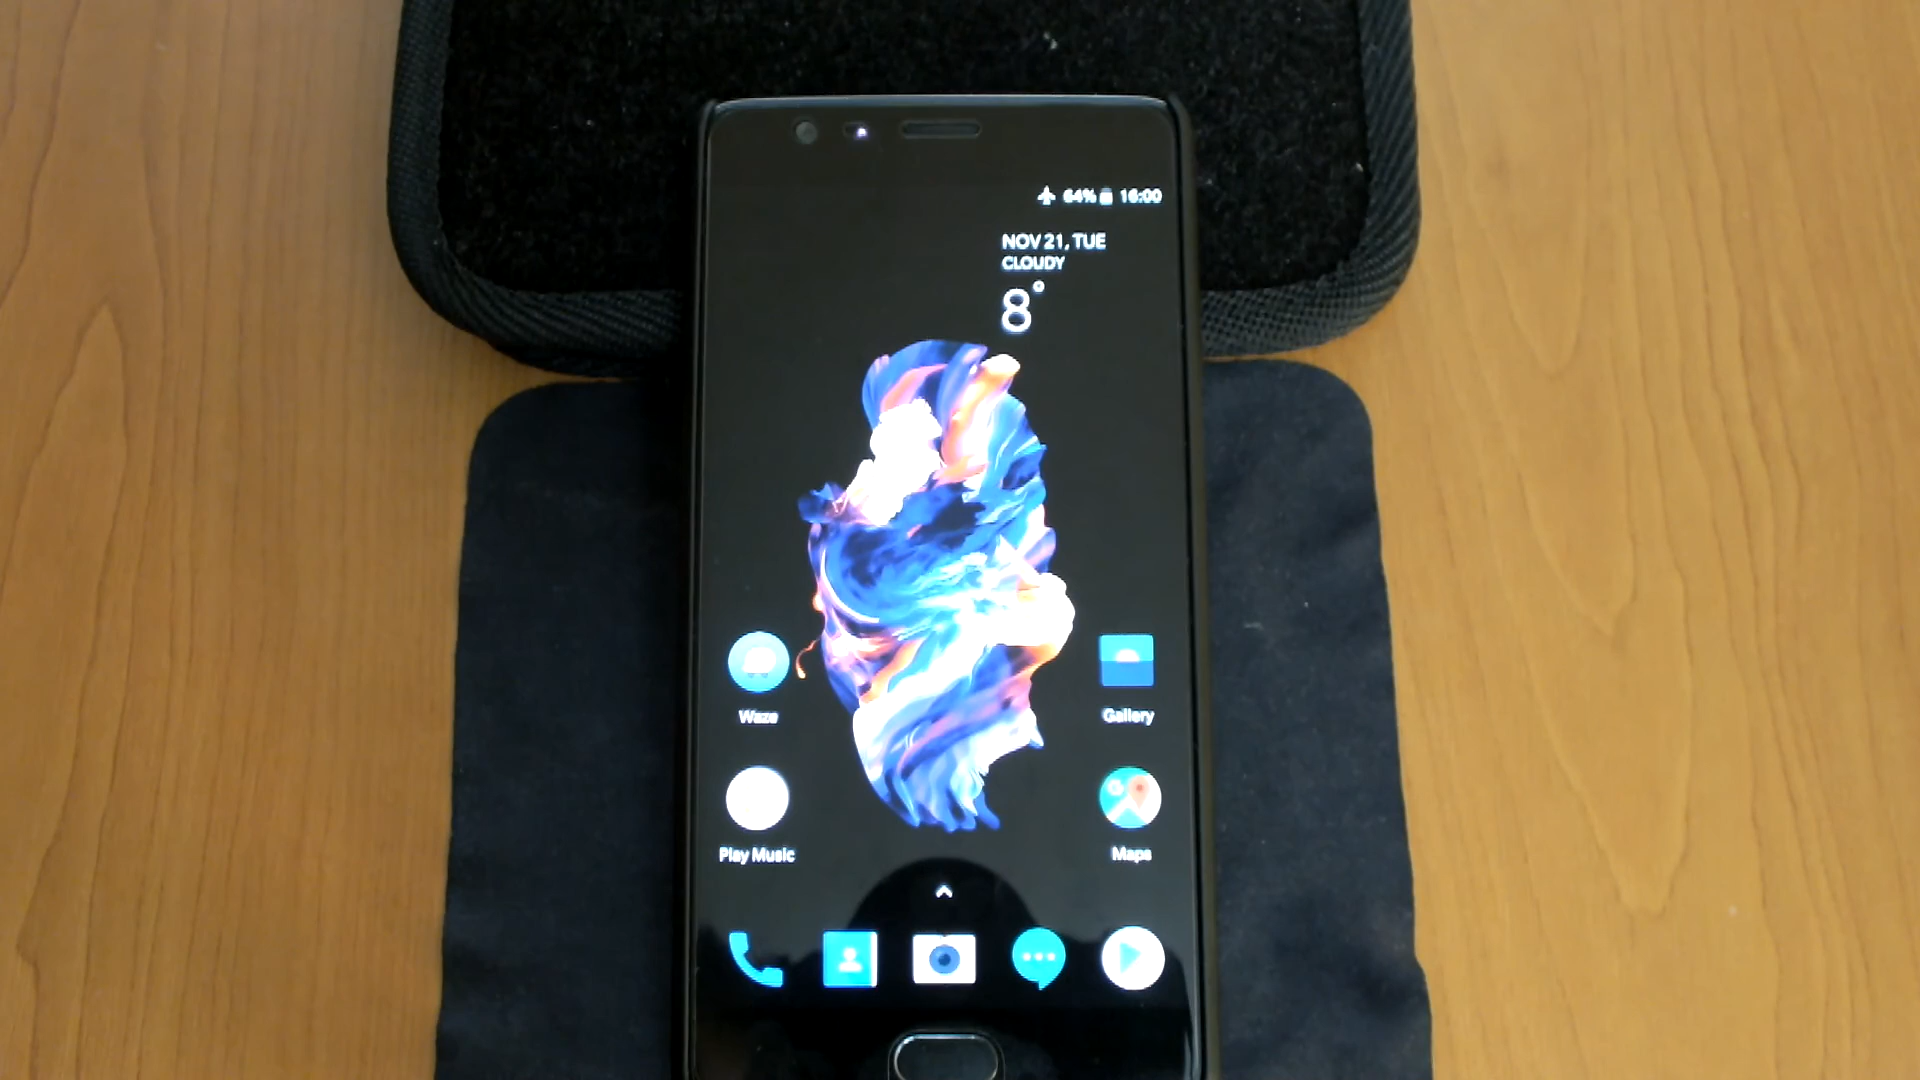 64% 16:00
NOV 21, TUE
CLOUDY
8°
Waze
Gallery
Play Music
Maps